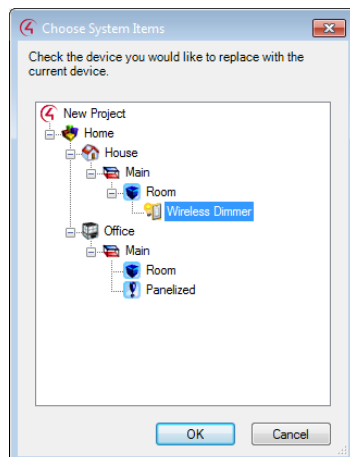 Choose System Items
Check the device you would like to replace with the
current device.
New Project
Home
House
Main
Room
Wireless Dimmer
Office
Main
Room
Panelized
OK
Cancel